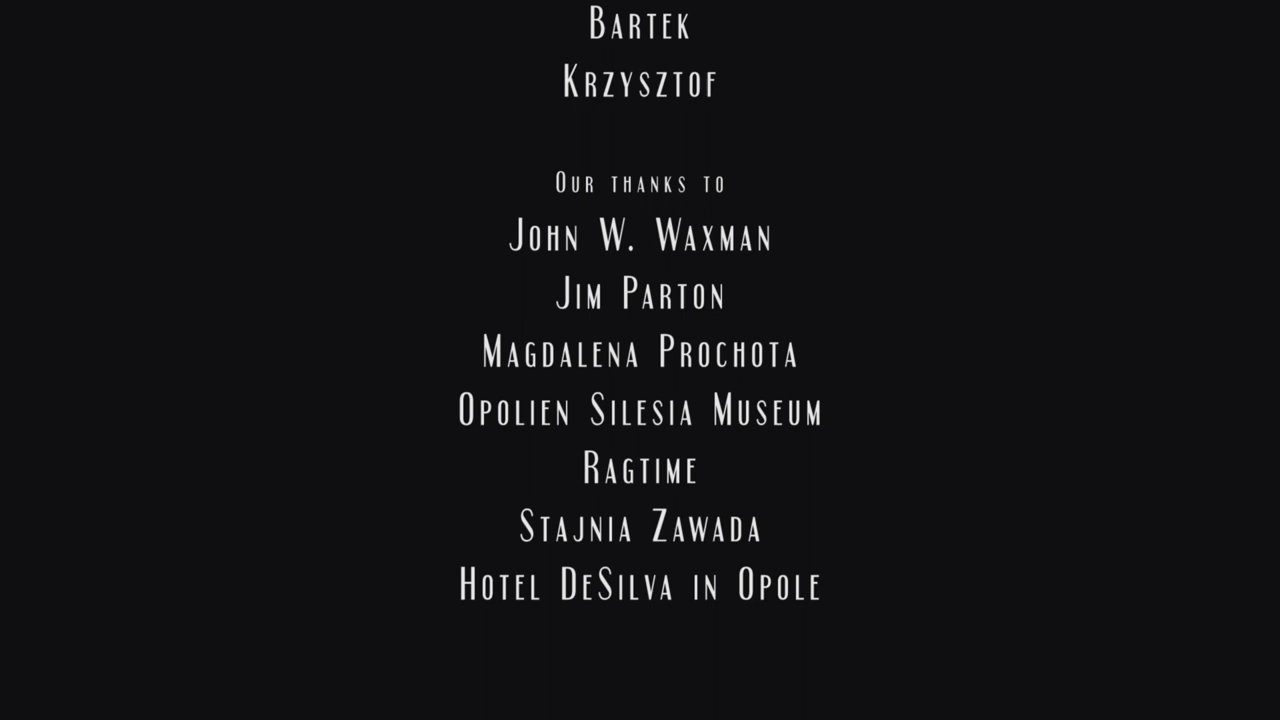 Bartek
Krzysztof
Our thanks to
John W. Waxman
Jim Parton
Magdalena Prochota
Opolien Silesia Museum
Ragtime
Stajnia Zawada
Hotel DeSilva in Opole